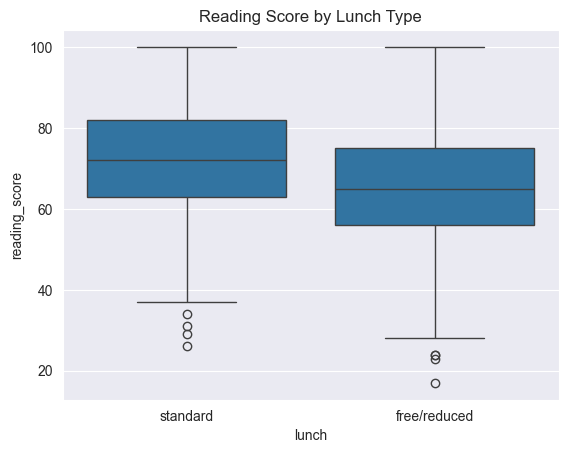 Reading Score by Lunch Type
100
80
60
40
20
reading_score
standard
free/reduced
lunch